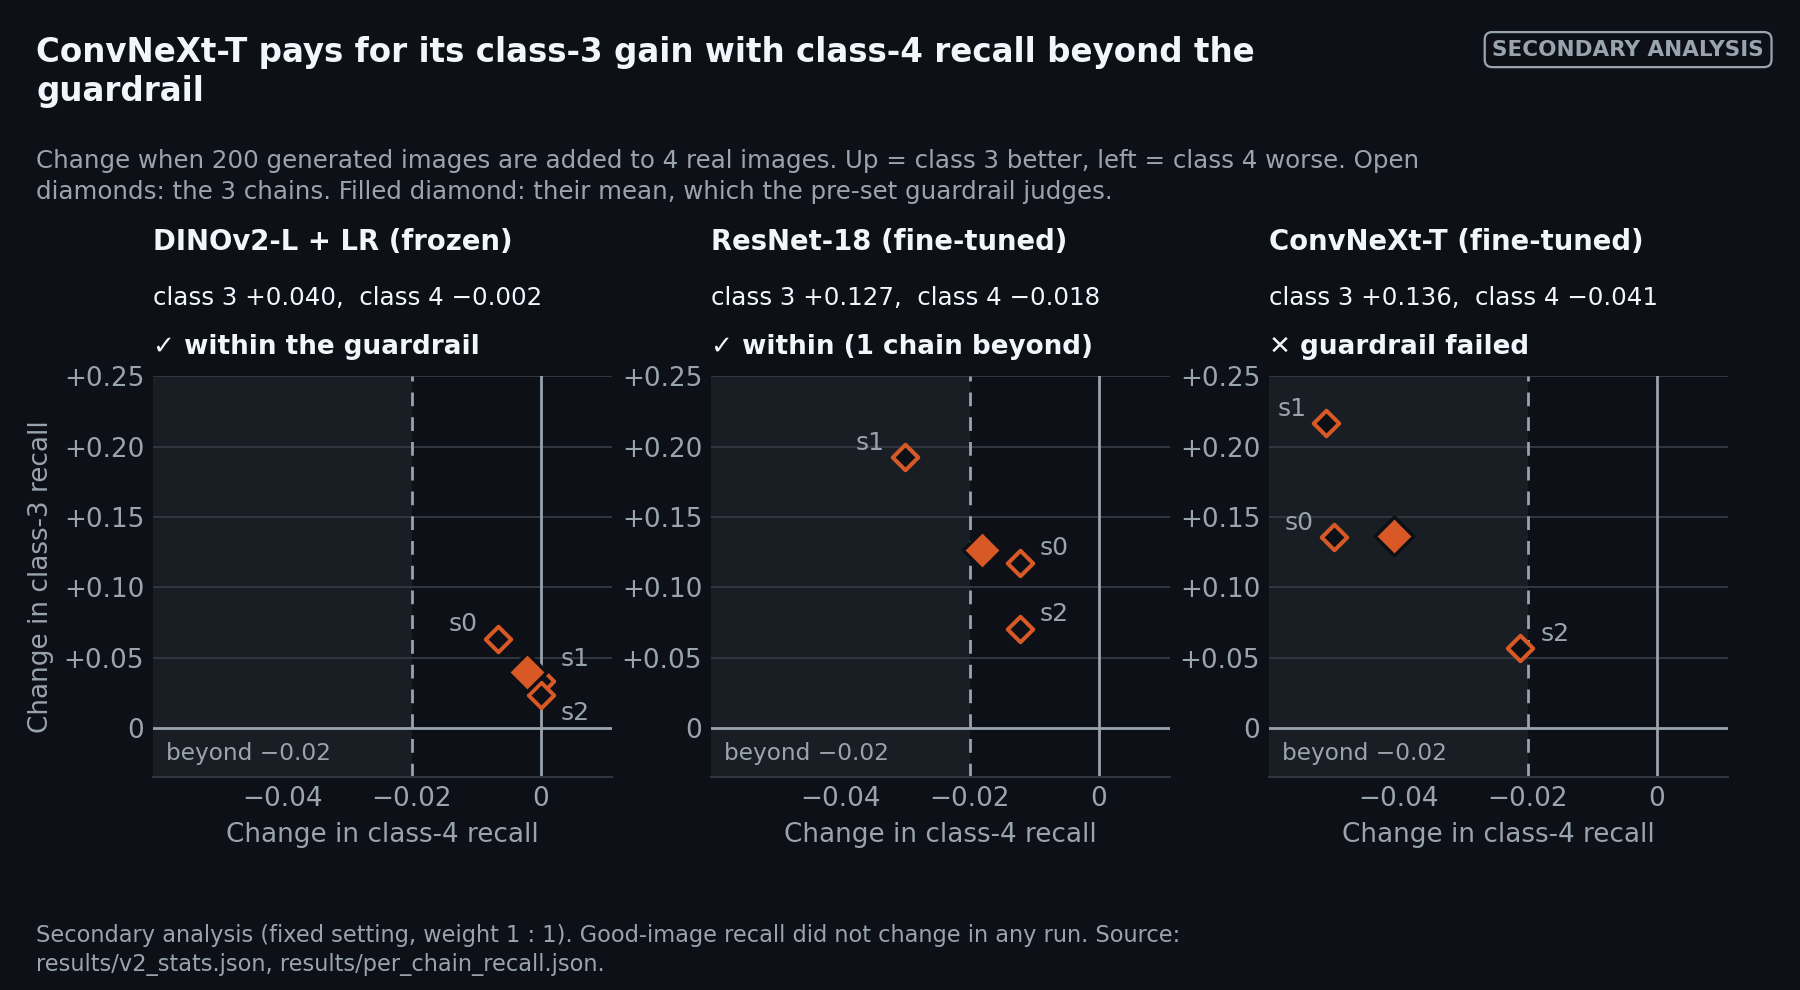 ConvNeXt-T pays for its class-3 gain with class-4 recall beyond the
guardrail
SECONDARY ANALYSIS
Change when 200 generated images are added to 4 real images. Up = class 3 better, left = class 4 worse. Open
diamonds: the 3 chains. Filled diamond: their mean, which the pre-set guardrail judges.
DINOv2-L + LR (frozen)
class 3 +0.040,  class 4 −0.002
✓ within the guardrail
+0.25
+0.20
+0.15
+0.10
+0.05
0
Change in class-3 recall
s0
s1
s2
beyond −0.02
−0.04
−0.02
0
Change in class-4 recall
ResNet-18 (fine-tuned)
class 3 +0.127,  class 4 −0.018
✓ within (1 chain beyond)
+0.25
+0.20
+0.15
+0.10
+0.05
0
s1
s0
s2
beyond −0.02
−0.04
−0.02
0
Change in class-4 recall
ConvNeXt-T (fine-tuned)
class 3 +0.136,  class 4 −0.041
✕ guardrail failed
+0.25
+0.20
+0.15
+0.10
+0.05
0
s1
s0
s2
beyond −0.02
−0.04
−0.02
0
Change in class-4 recall
Secondary analysis (fixed setting, weight 1 : 1). Good-image recall did not change in any run. Source:
results/v2_stats.json, results/per_chain_recall.json.